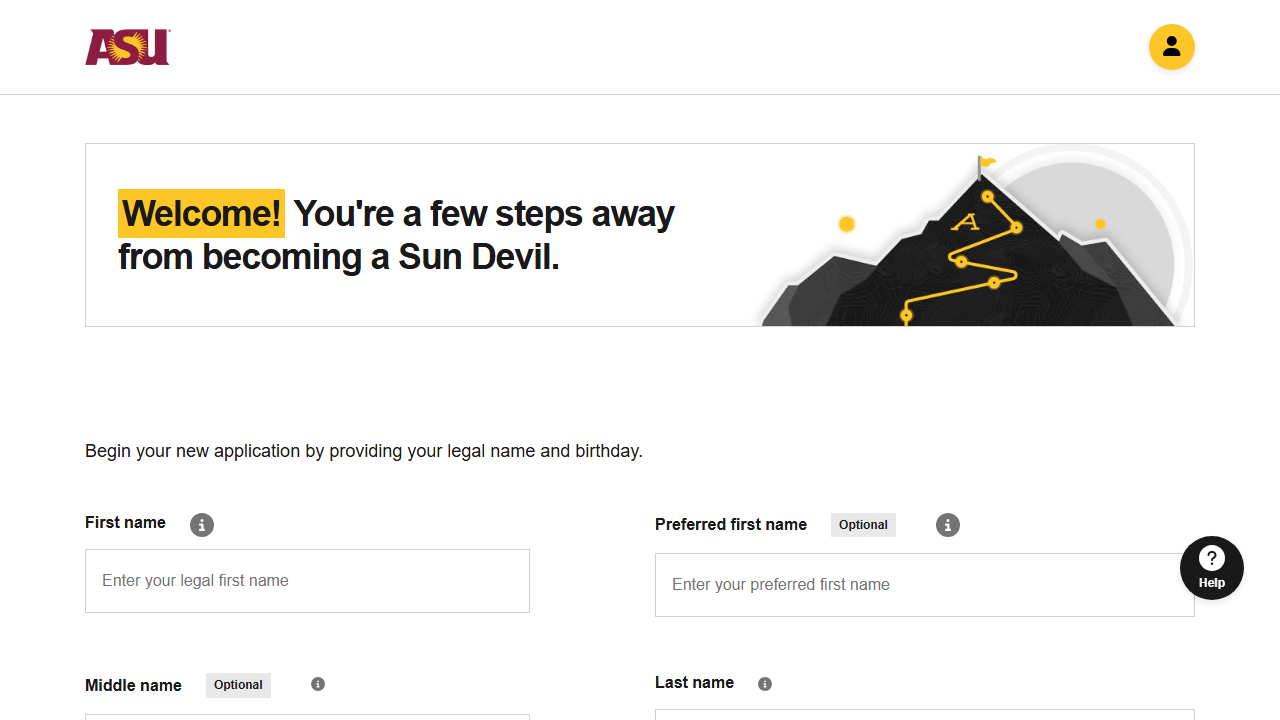 ASU
Welcome! You're a few steps away
from becoming a Sun Devil.
A
Begin your new application by providing your legal name and birthday.
First name
Enter your legal first name
Preferred first name Optional
Enter your preferred first name
Help
Middle name Optional
Last name